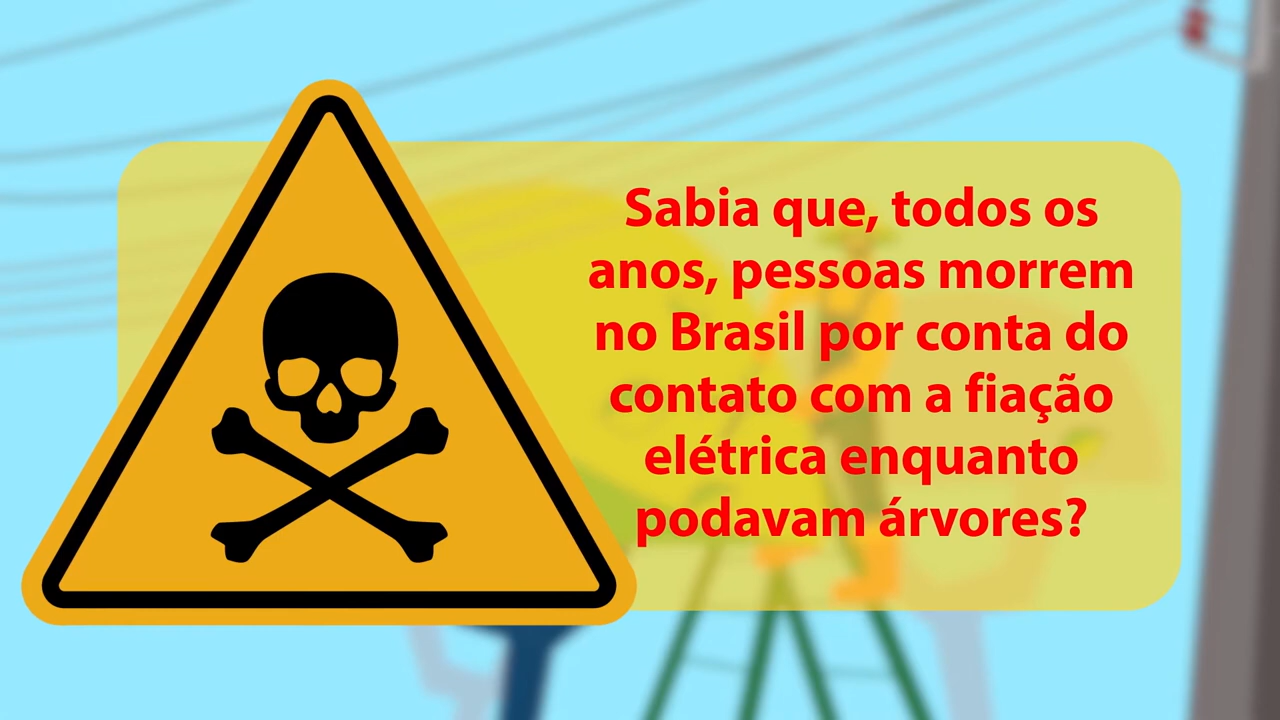 Sabia que, todos os
anos, pessoas morrem
no Brasil por conta do
contato com a fiação
elétrica enquanto
podavam árvores?